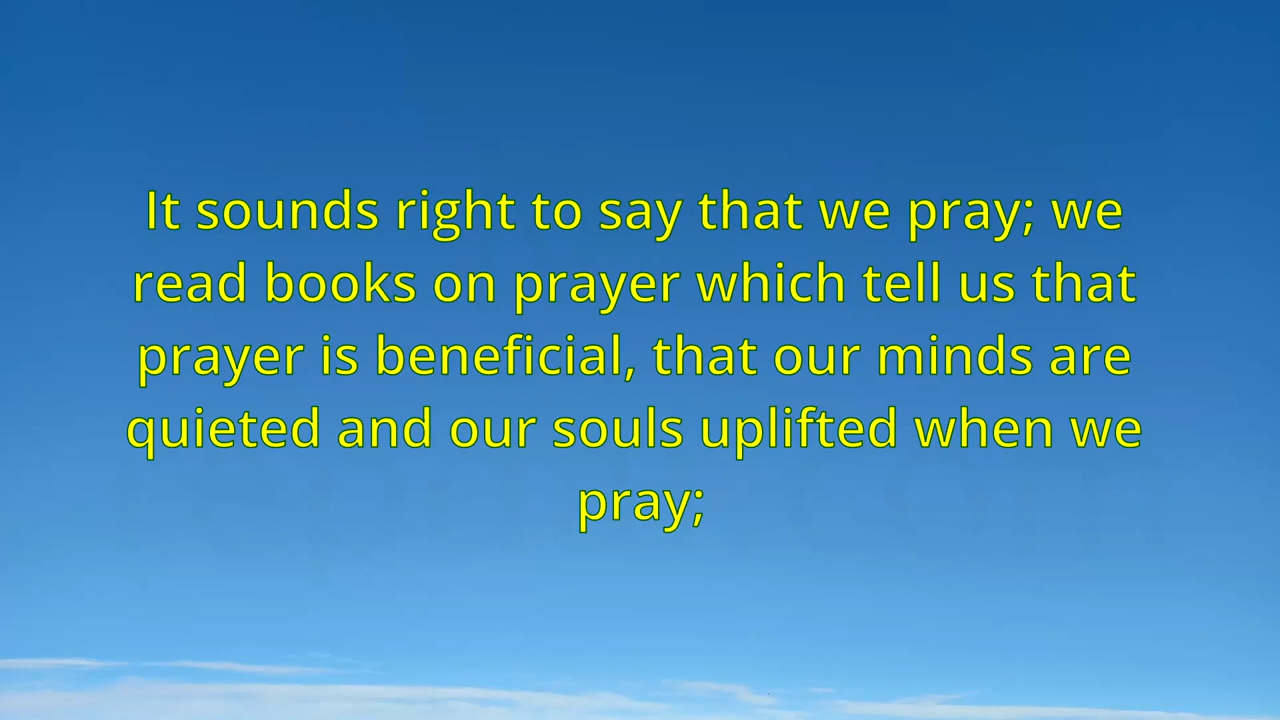 It sounds right to say that we pray; we
read books on prayer which tell us that
prayer is beneficial, that our minds are
quieted and our souls uplifted when we
pray;